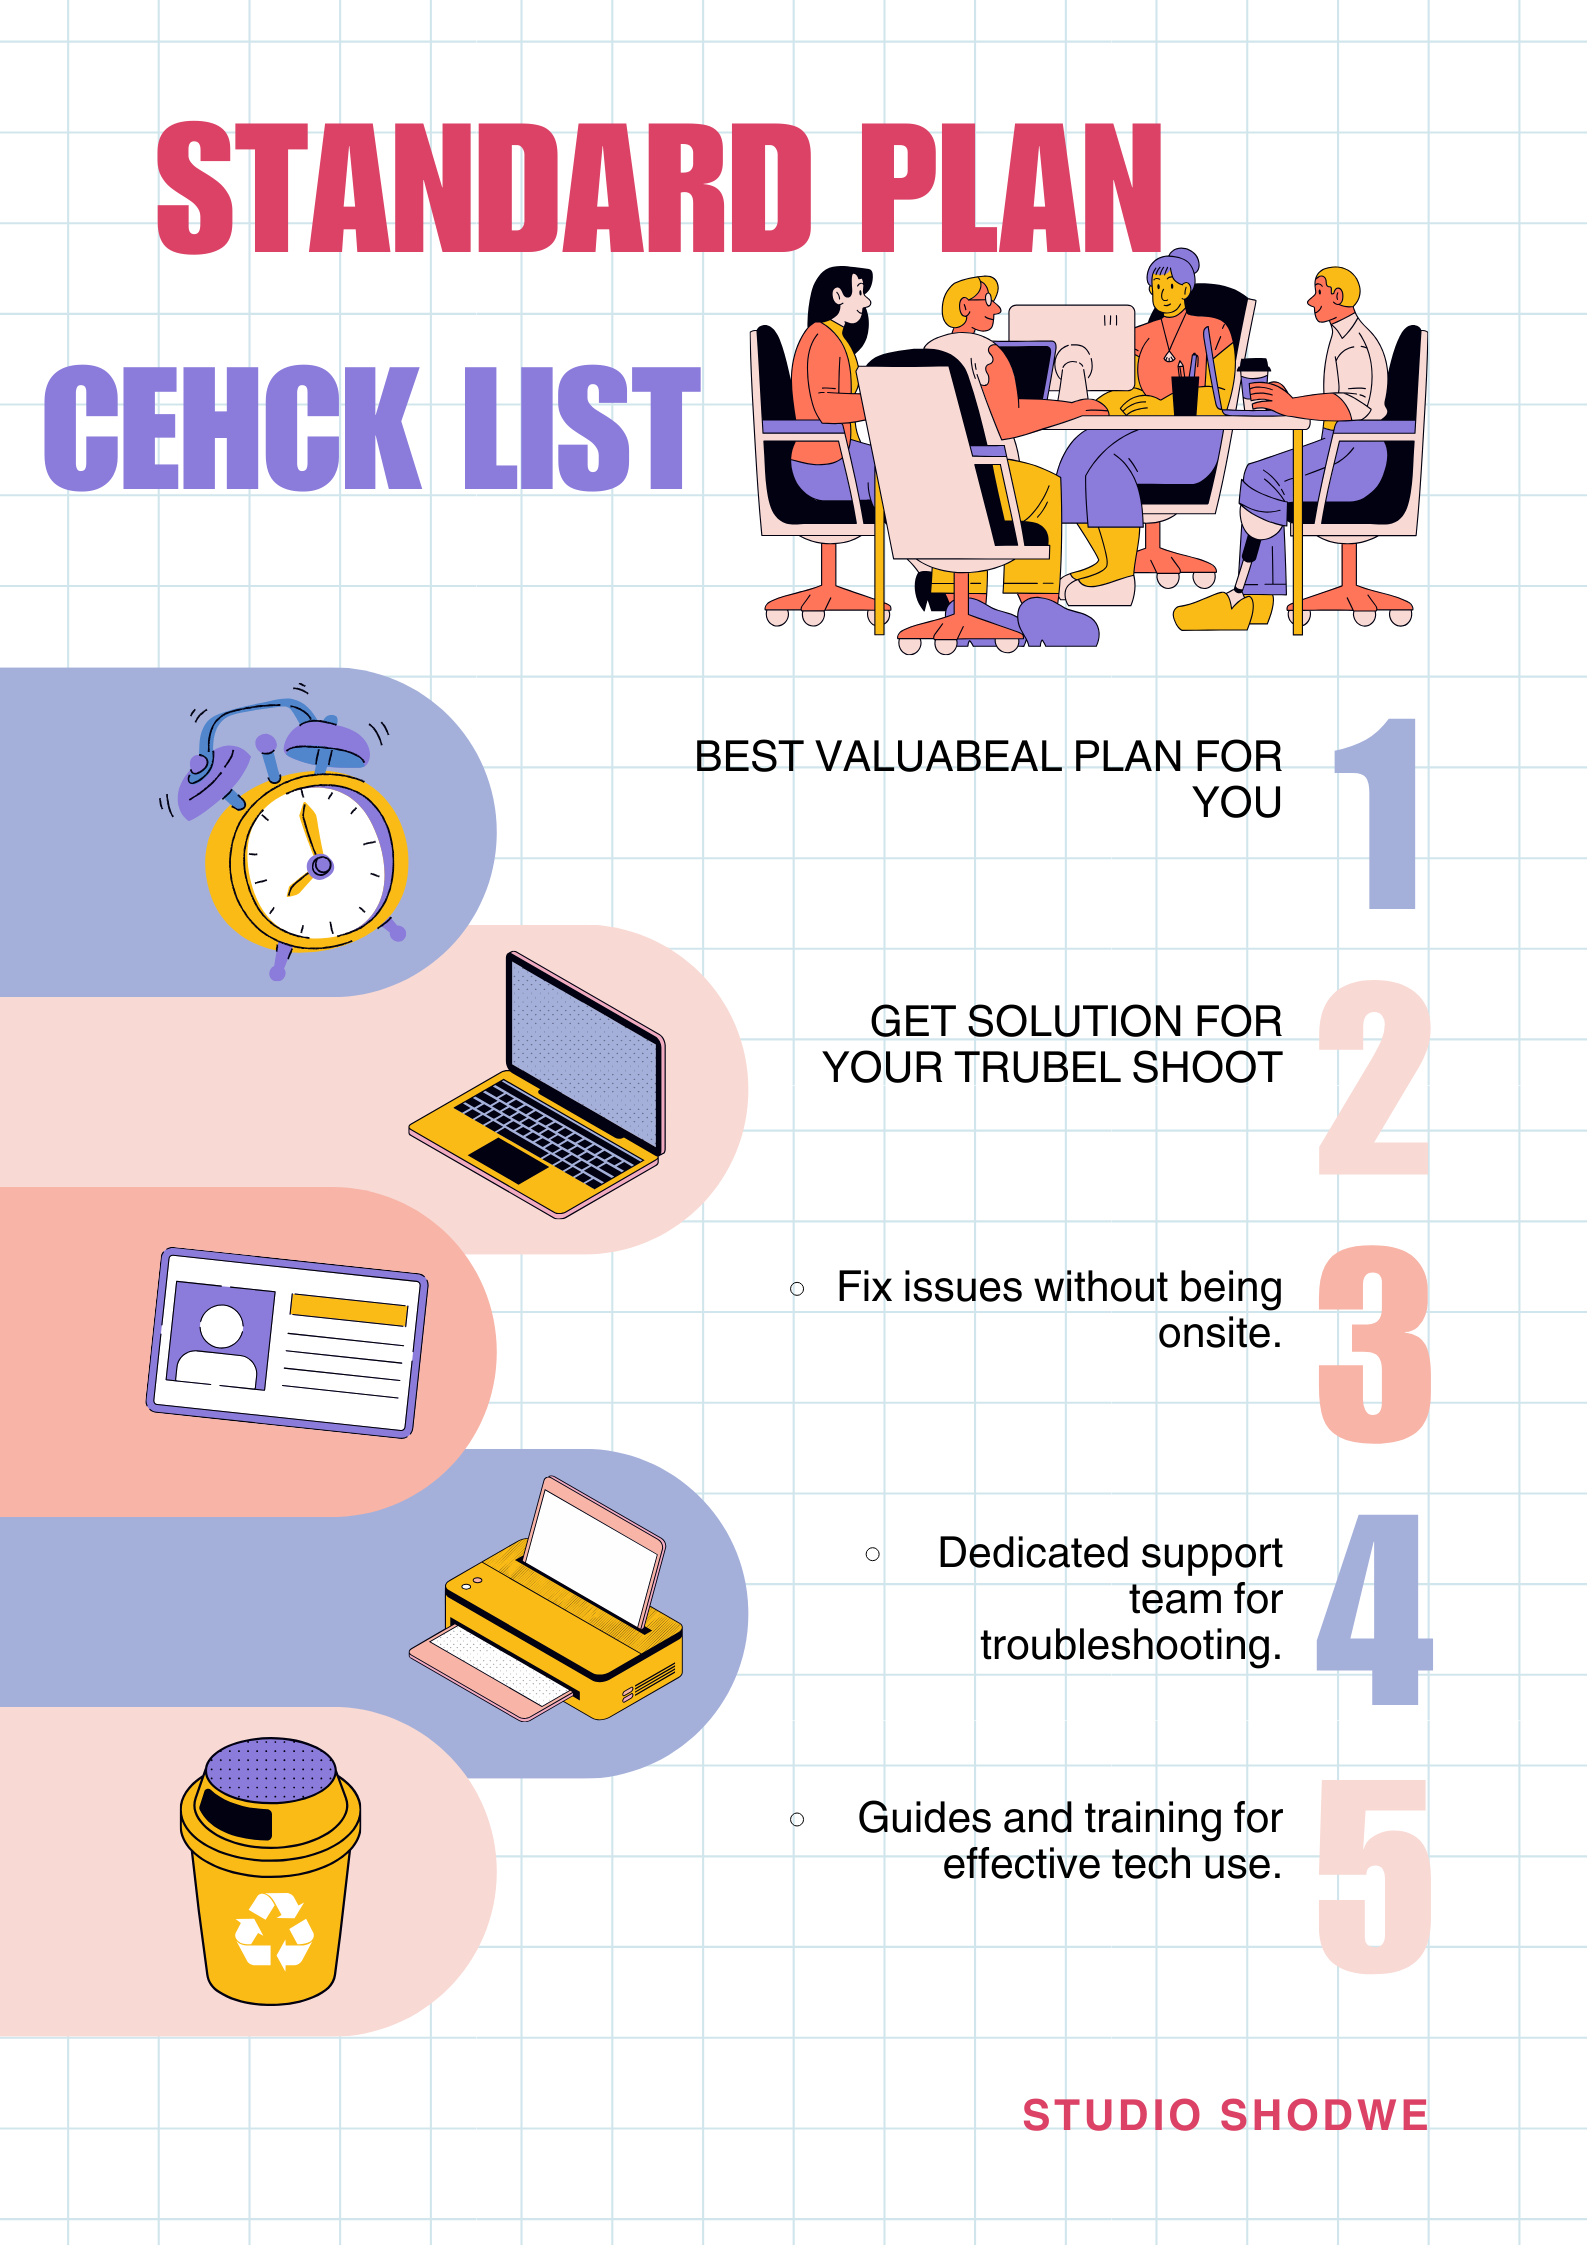 STANDARD PLAN
CEHCK LIST
BEST VALUABEAL PLAN FOR
YOU
1
GET SOLUTION FOR
YOUR TRUBEL SHOOT
2
○ Fix issues without being
onsite.
3
○ Dedicated support
team for
troubleshooting.
4
○ Guides and training for
effective tech use.
5
STUDIO SHODWE